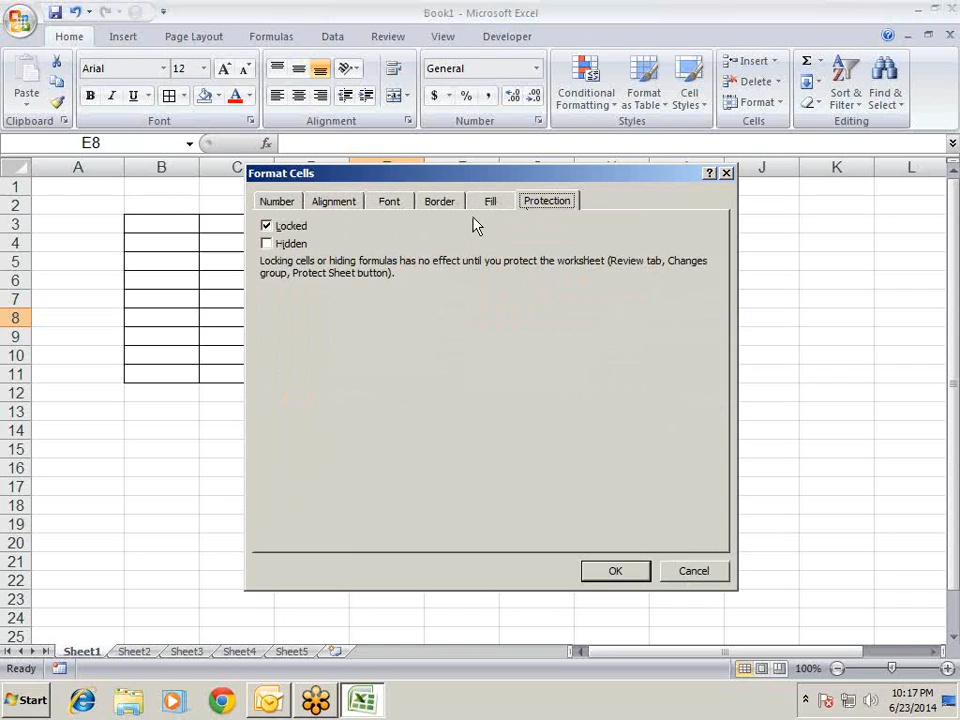 Book1 - Microsoft Excel
Home Insert Page Layout Formulas Data Review View Developer
Paste
Arial 12
General
B I U
$ % ,
Conditional Formatting
Format as Table
Cell Styles
Insert
Delete
Format
Sort & Filter
Find & Select
Clipboard Font Alignment Number Styles Cells Editing
E8
fx
A B C J K L
Format Cells
Number Alignment Font Border Fill Protection
Locked
Hidden
Locking cells or hiding formulas has no effect until you protect the worksheet (Review tab, Changes
group, Protect Sheet button).
OK Cancel
1
2
3
4
5
6
7
8
9
10
11
12
13
14
15
16
17
18
19
20
21
22
23
24
25
Sheet1 Sheet2 Sheet3 Sheet4 Sheet5
Ready
100%
Start
10:17 PM
6/23/2014